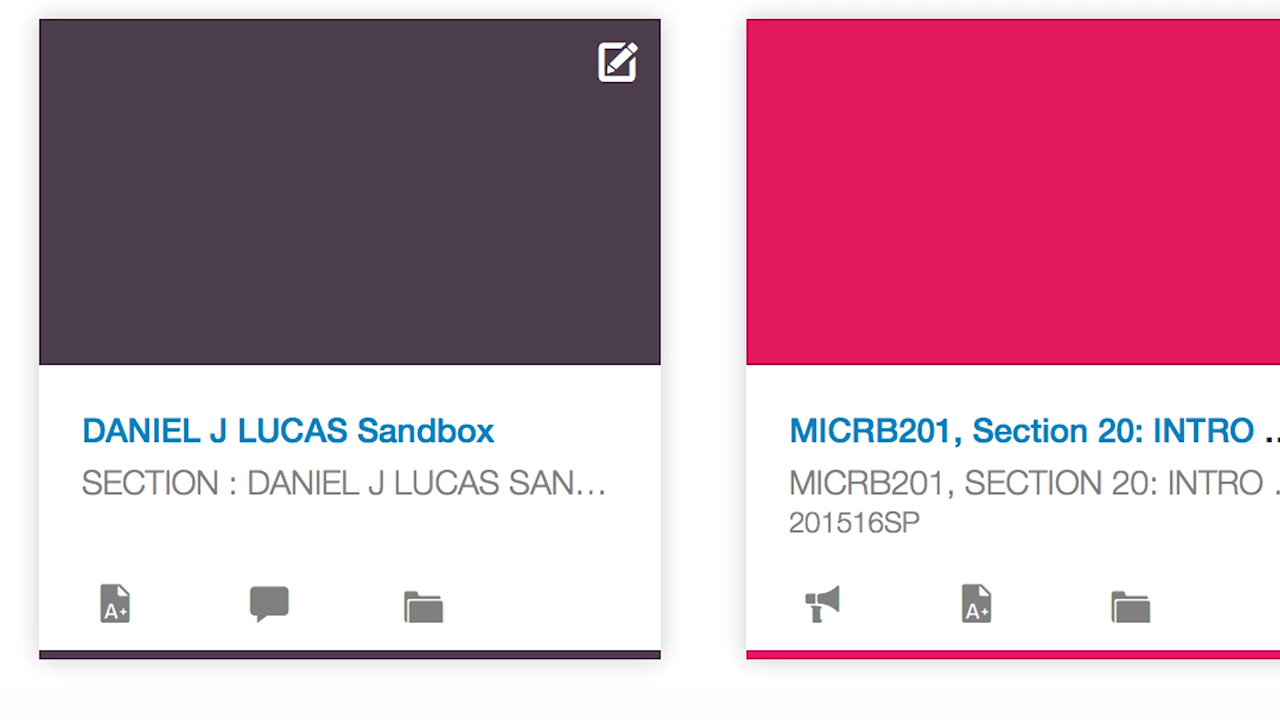 DANIEL J LUCAS Sandbox
SECTION : DANIEL J LUCAS SAN...
A+
MICRB201, Section 20: INTRO ..
MICRB201, SECTION 20: INTRO .
201516SP
A+